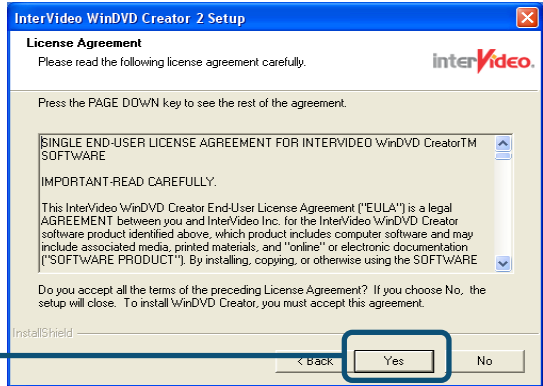 InterVideo WinDVD Creator 2 Setup
License Agreement
Please read the following license agreement carefully.
interVideo.
Press the PAGE DOWN key to see the rest of the agreement.
SINGLE END-USER LICENSE AGREEMENT FOR INTERVIDEO WinDVD CreatorTM
SOFTWARE
IMPORTANT-READ CAREFULLY.
This InterVideo WinDVD Creator End-User License Agreement ("EULA") is a legal
AGREEMENT between you and InterVideo Inc. for the InterVideo WinDVD Creator
software product identified above, which product includes computer software and may
include associated media, printed materials, and "online" or electronic documentation
("SOFTWARE PRODUCT"). By installing, copying, or otherwise using the SOFTWARE
Do you accept all the terms of the preceding License Agreement? If you choose No, the
setup will close. To install WinDVD Creator, you must accept this agreement.
InstallShield
< Back Yes No